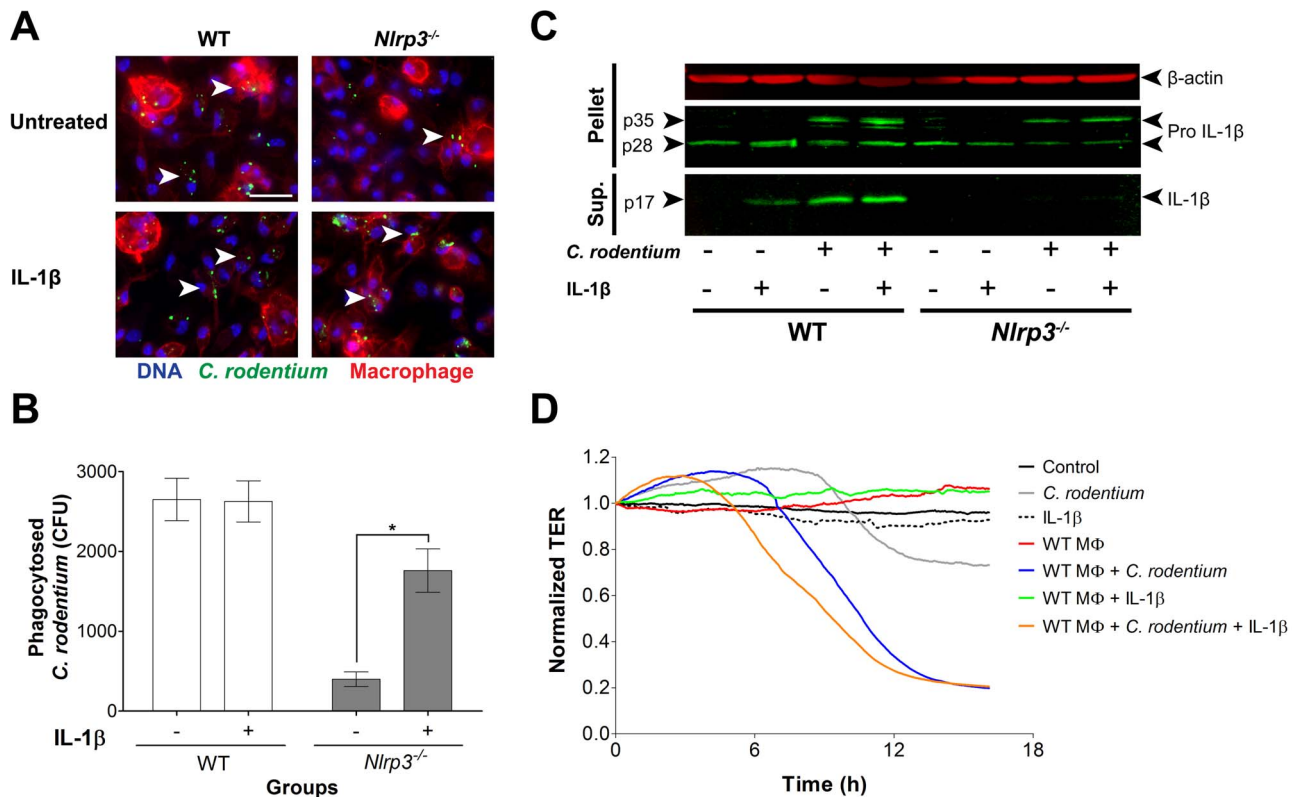 A
WT
Nlrp3-/-
Untreated
IL-1β
DNA C. rodentium Macrophage
B
Phagocytosed
C. rodentium (CFU)
3000
2000
1000
0
IL-1β - + - +
WT Nlrp3-/-
Groups
C
Pellet
Sup.
p35
p28
p17
β-actin
Pro IL-1β
IL-1β
C. rodentium - - + + - - + +
IL-1β - + - + - + - +
WT Nlrp3-/-
D
Normalized TER
1.2
1.0
0.8
0.6
0.4
0.2
0.0
0 6 12 18
Time (h)
Control
C. rodentium
IL-1β
WT MΦ
WT MΦ + C. rodentium
WT MΦ + IL-1β
WT MΦ + C. rodentium + IL-1β
*